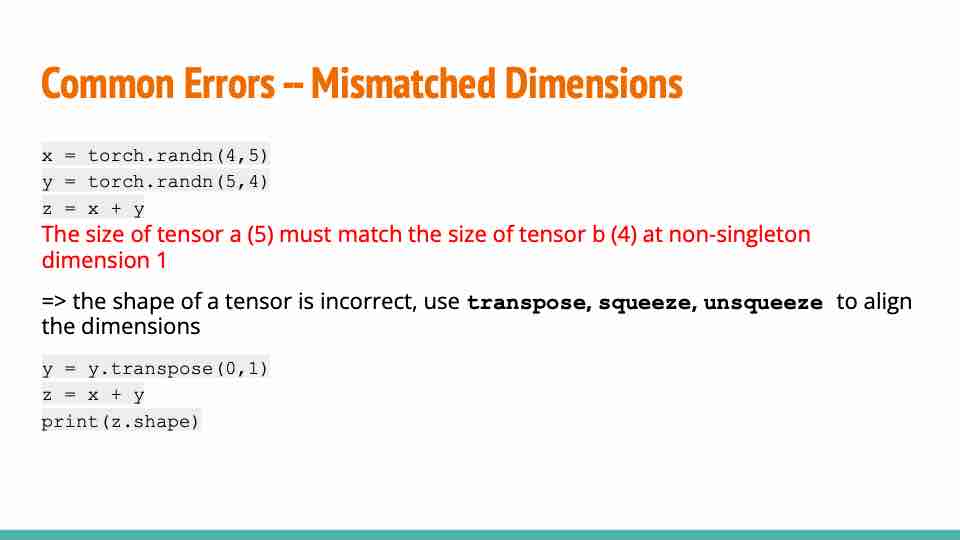 Common Errors -- Mismatched Dimensions
x = torch.randn(4,5)
y = torch.randn(5,4)
z = x + y
The size of tensor a (5) must match the size of tensor b (4) at non-singleton
dimension 1
=> the shape of a tensor is incorrect, use transpose, squeeze, unsqueeze to align
the dimensions
y = y.transpose(0,1)
z = x + y
print(z.shape)